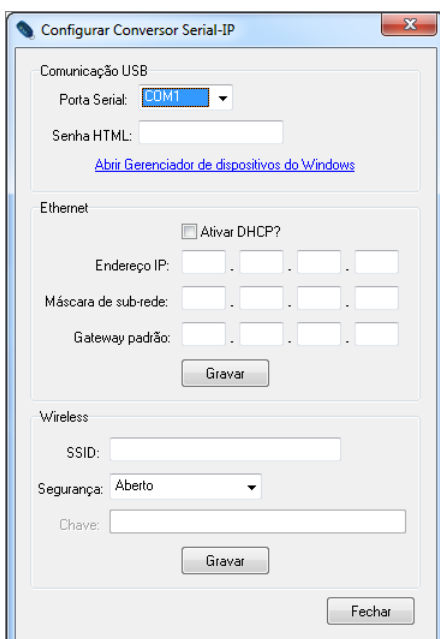 Configurar Conversor Serial-IP
Comunicação USB
Porta Serial: COM1
Senha HTML:
Abrir Gerenciador de dispositivos do Windows
Ethernet
Ativar DHCP?
Endereço IP: . . .
Máscara de sub-rede: . . .
Gateway padrão: . . .
Gravar
Wireless
SSID:
Segurança: Aberto
Chave:
Gravar
Fechar